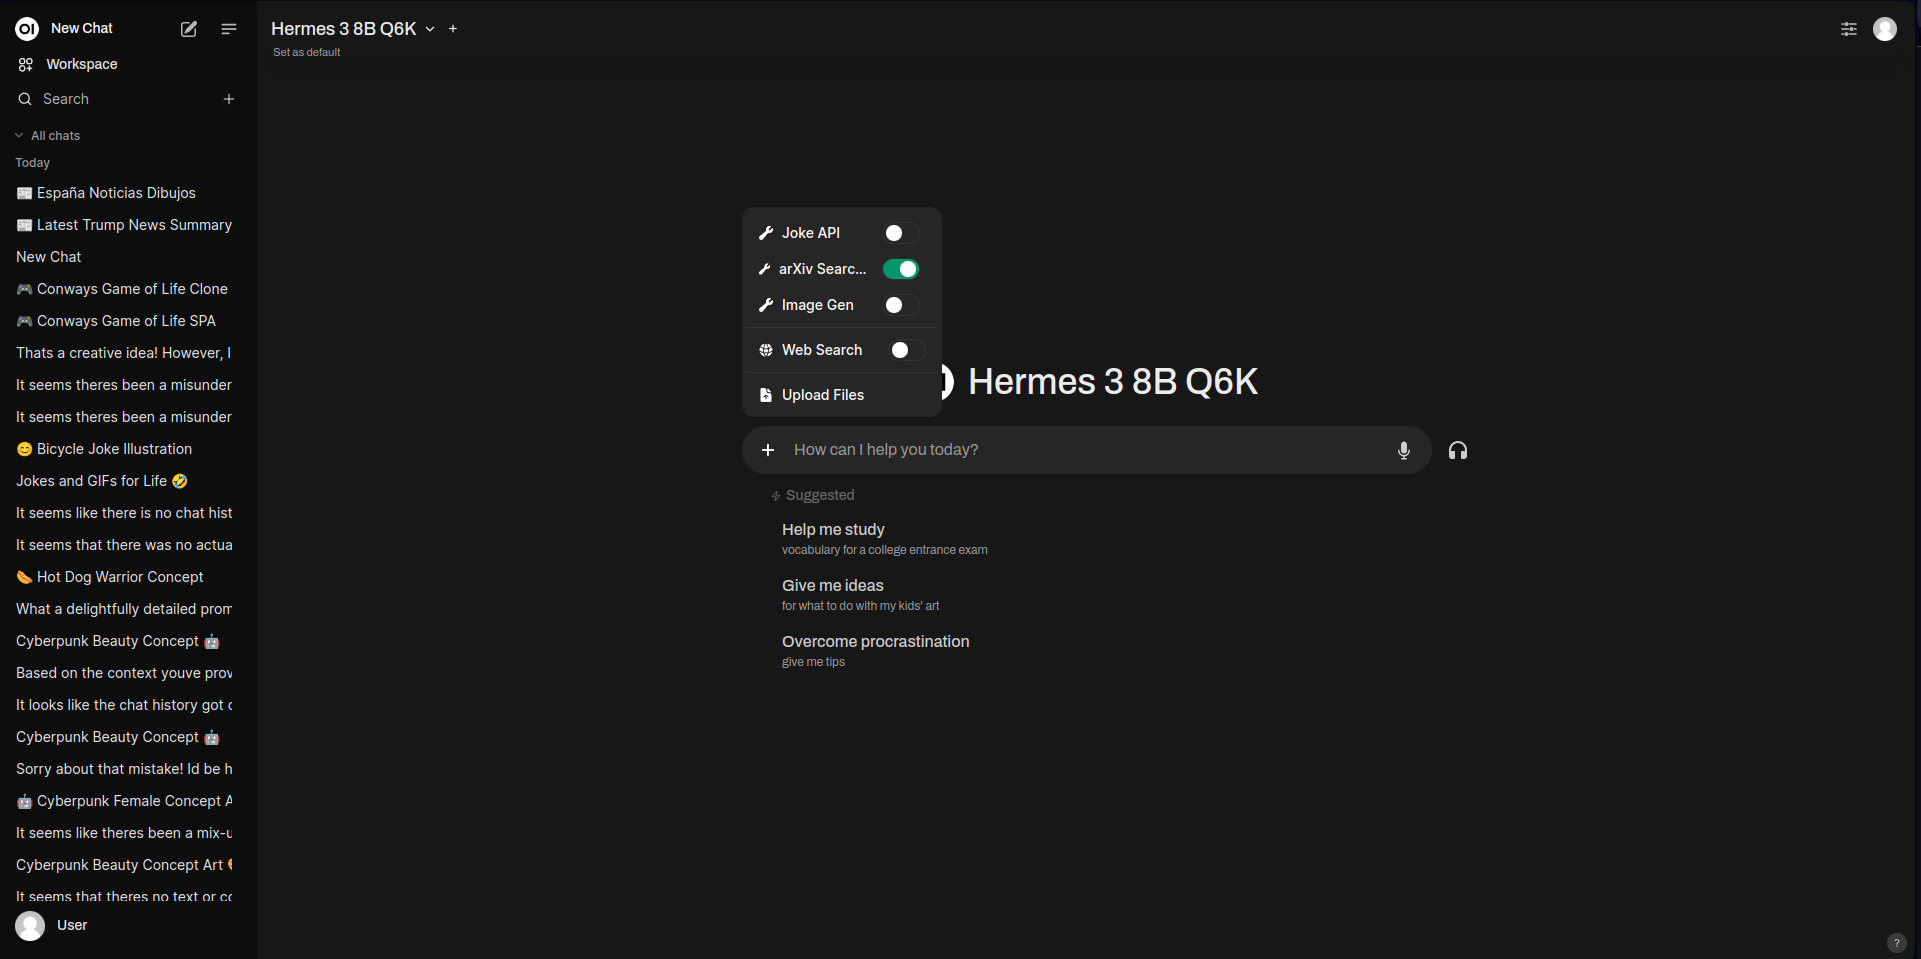 OI New Chat
Workspace
Search
All chats
Today
📰 España Noticias Dibujos
📰 Latest Trump News Summary
New Chat
🎮 Conways Game of Life Clone
🎮 Conways Game of Life SPA
Thats a creative idea! However, I
It seems theres been a misunder
It seems theres been a misunder
😊 Bicycle Joke Illustration
Jokes and GIFs for Life 🤣
It seems like there is no chat hist
It seems that there was no actua
🌭 Hot Dog Warrior Concept
What a delightfully detailed prom
Cyberpunk Beauty Concept 🤖
Based on the context youve prov
It looks like the chat history got c
Cyberpunk Beauty Concept 🤖
Sorry about that mistake! Id be h
🤖 Cyberpunk Female Concept A
It seems like theres been a mix-u
Cyberpunk Beauty Concept Art
It seems that theres no text or cc
User
Hermes 3 8B Q6K
Set as default
Joke API
arXiv Searc...
Image Gen
Web Search
Upload Files
Hermes 3 8B Q6K
How can I help you today?
Suggested
Help me study
vocabulary for a college entrance exam
Give me ideas
for what to do with my kids' art
Overcome procrastination
give me tips
?